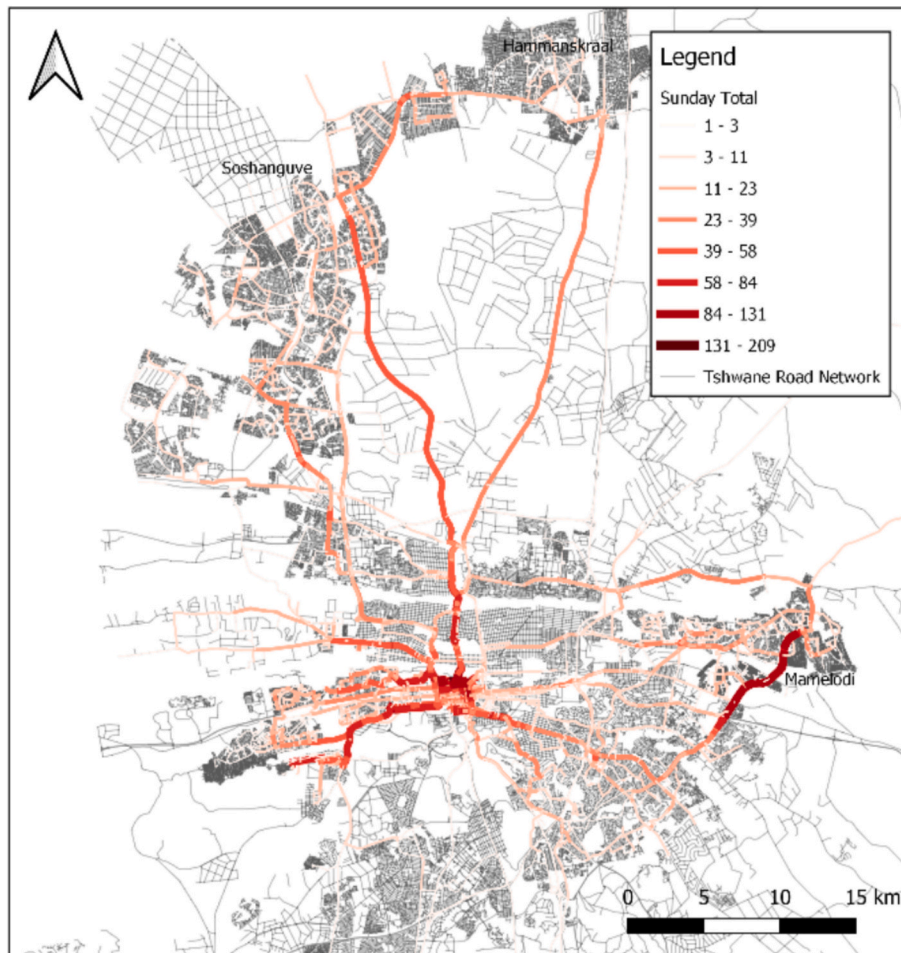 Hammanskraal
Legend
Sunday Total
1 - 3
3 - 11
11 - 23
23 - 39
39 - 58
58 - 84
84 - 131
131 - 209
Tshwane Road Network
Soshanguve
Mamelodi
0 5 10 15 km